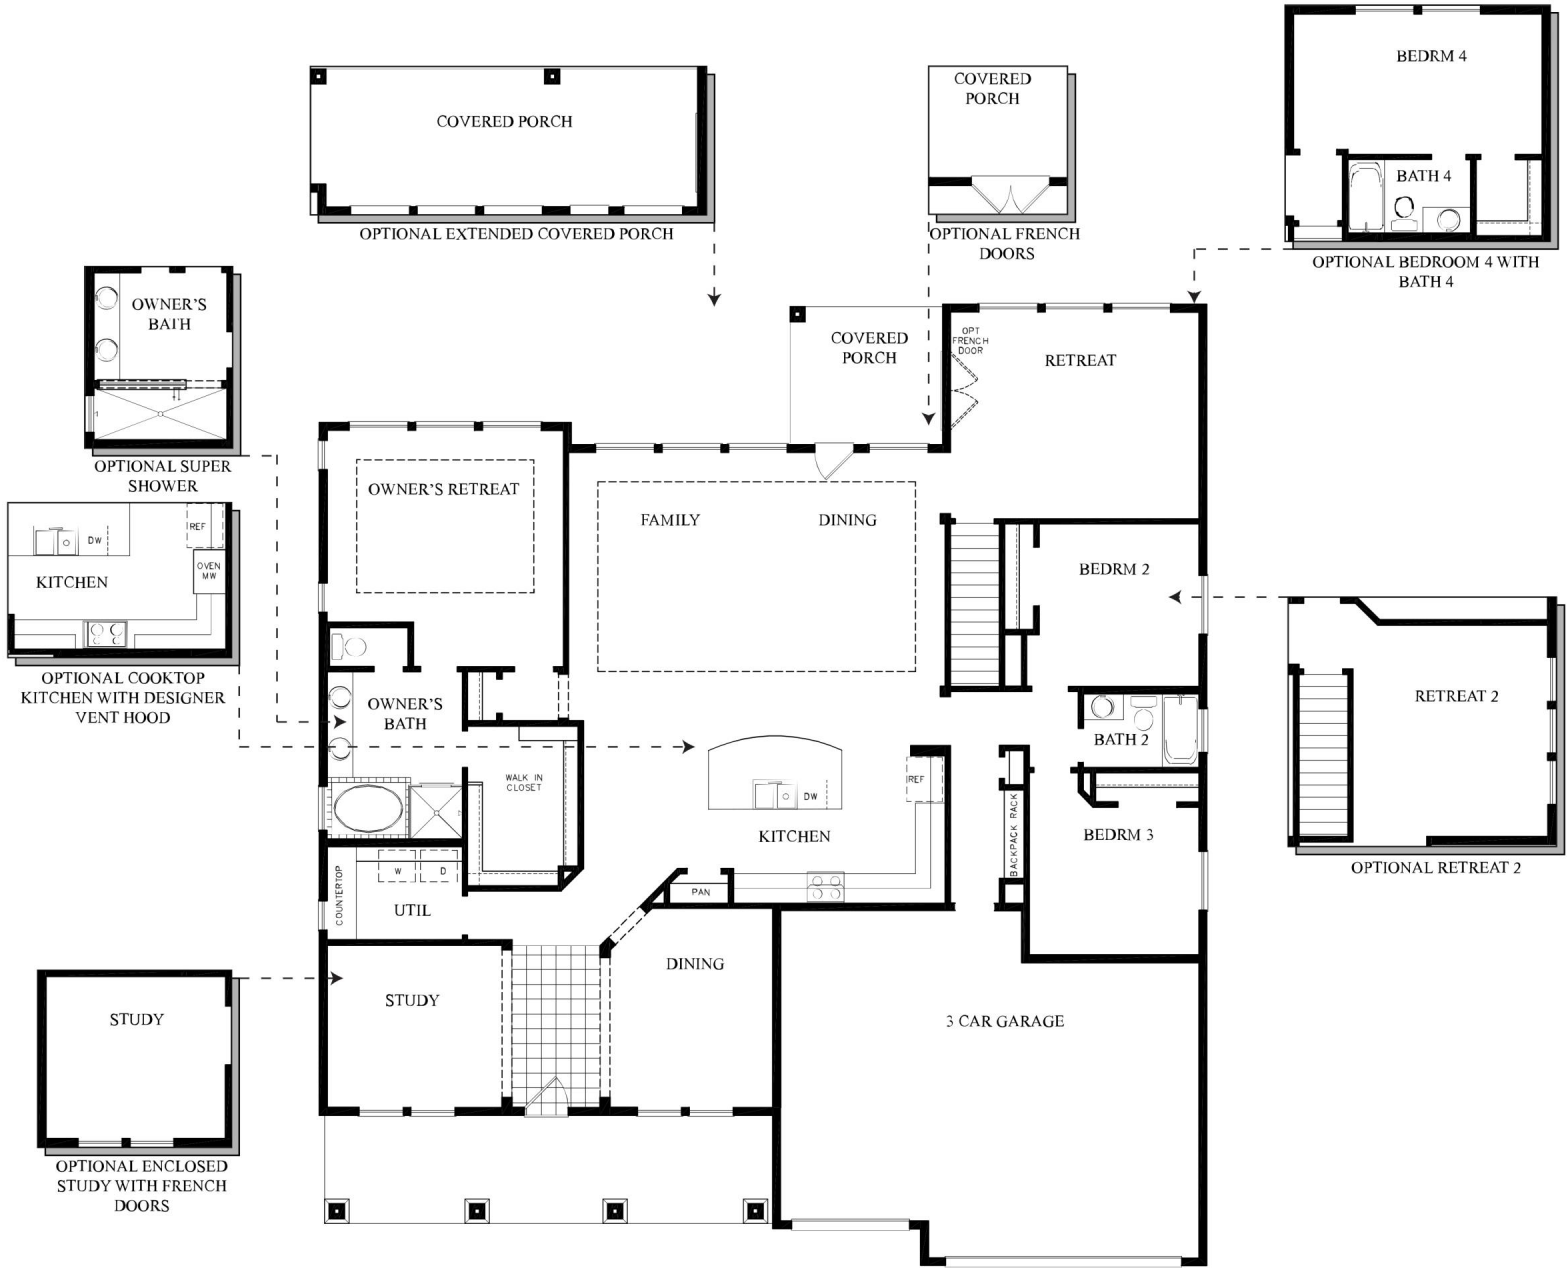 BEDRM 4
BATH 4
OPTIONAL BEDROOM 4 WITH
BATH 4
COVERED PORCH
OPTIONAL EXTENDED COVERED PORCH
COVERED
PORCH
OPTIONAL FRENCH
DOORS
OWNER'S
BATH
OPTIONAL SUPER
SHOWER
REF
DW
OVEN
MW
KITCHEN
OPTIONAL COOKTOP
KITCHEN WITH DESIGNER
VENT HOOD
COVERED
PORCH
OPT
FRENCH
DOOR
RETREAT
OWNER'S RETREAT
FAMILY
DINING
BEDRM 2
OWNER'S
BATH
WALK IN
CLOSET
BATH 2
REF
DW
KITCHEN
BACKPACK RACK
BEDRM 3
W
D
COUNTERTOP
UTIL
PAN
DINING
STUDY
3 CAR GARAGE
RETREAT 2
OPTIONAL RETREAT 2
STUDY
OPTIONAL ENCLOSED
STUDY WITH FRENCH
DOORS